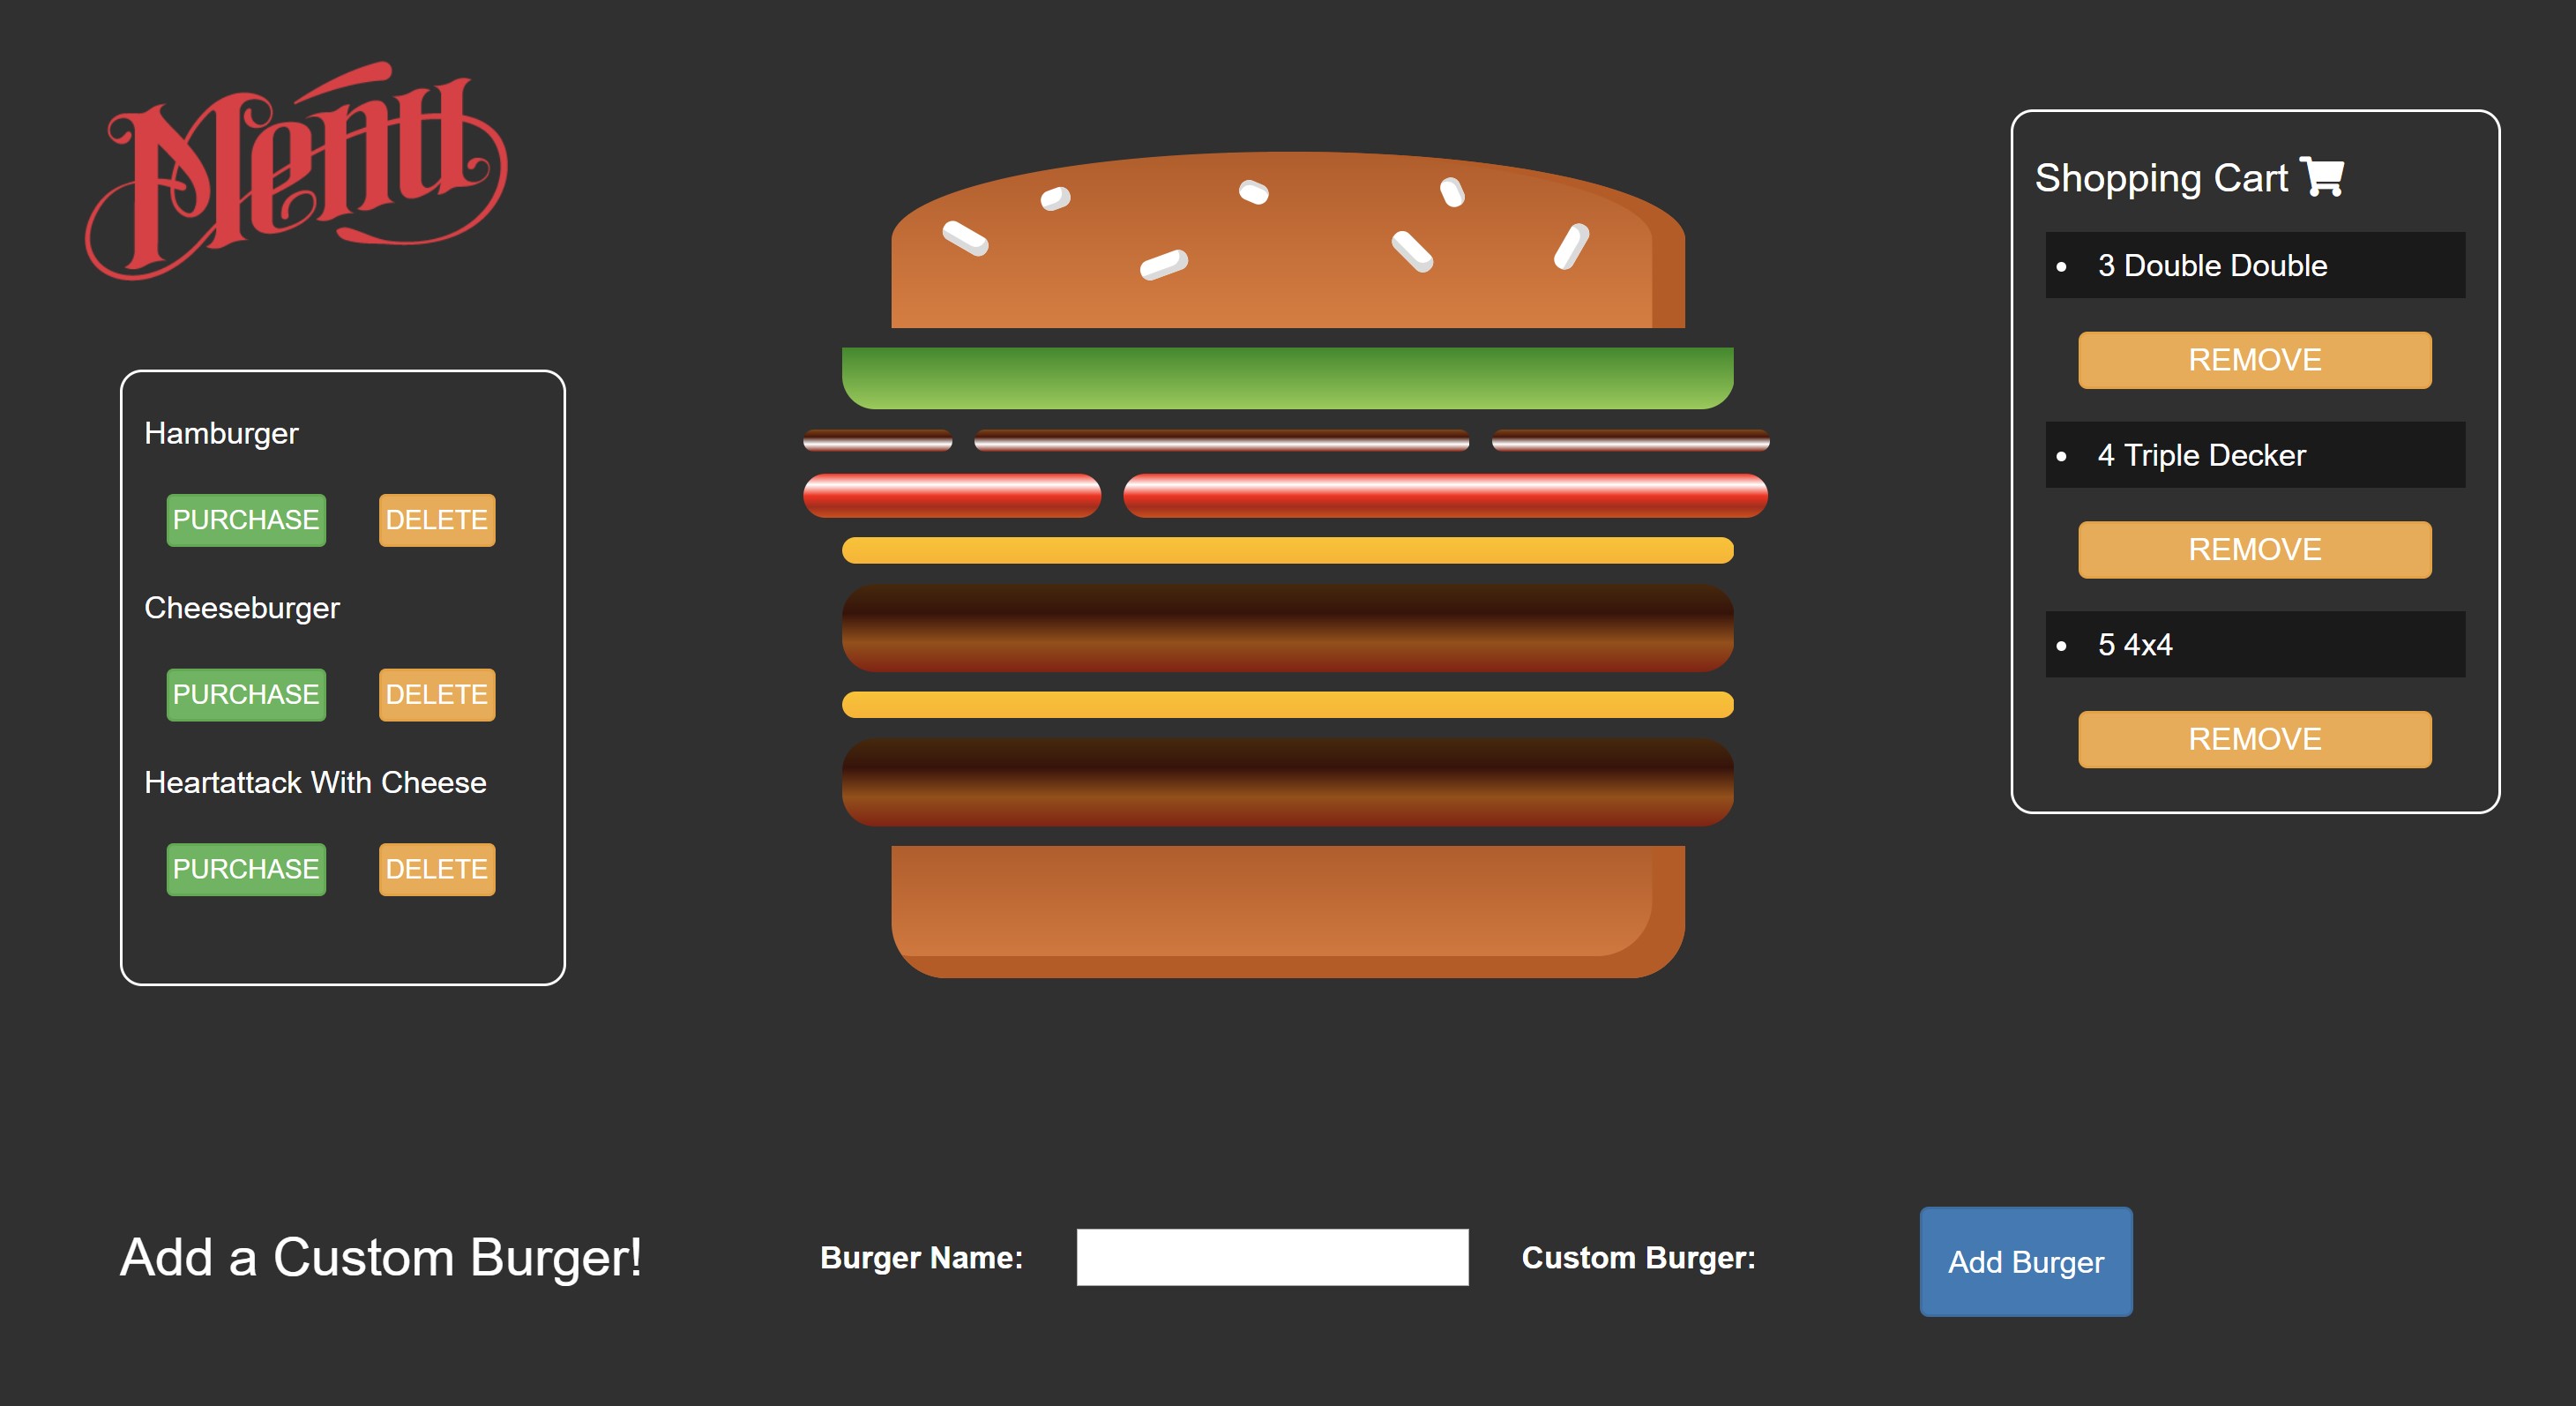 Menu
Hamburger
PURCHASE DELETE
Cheeseburger
PURCHASE DELETE
Heartattack With Cheese
PURCHASE DELETE
Shopping Cart
• 3 Double Double
REMOVE
• 4 Triple Decker
REMOVE
• 5 4x4
REMOVE
Add a Custom Burger! Burger Name: Custom Burger: Add Burger